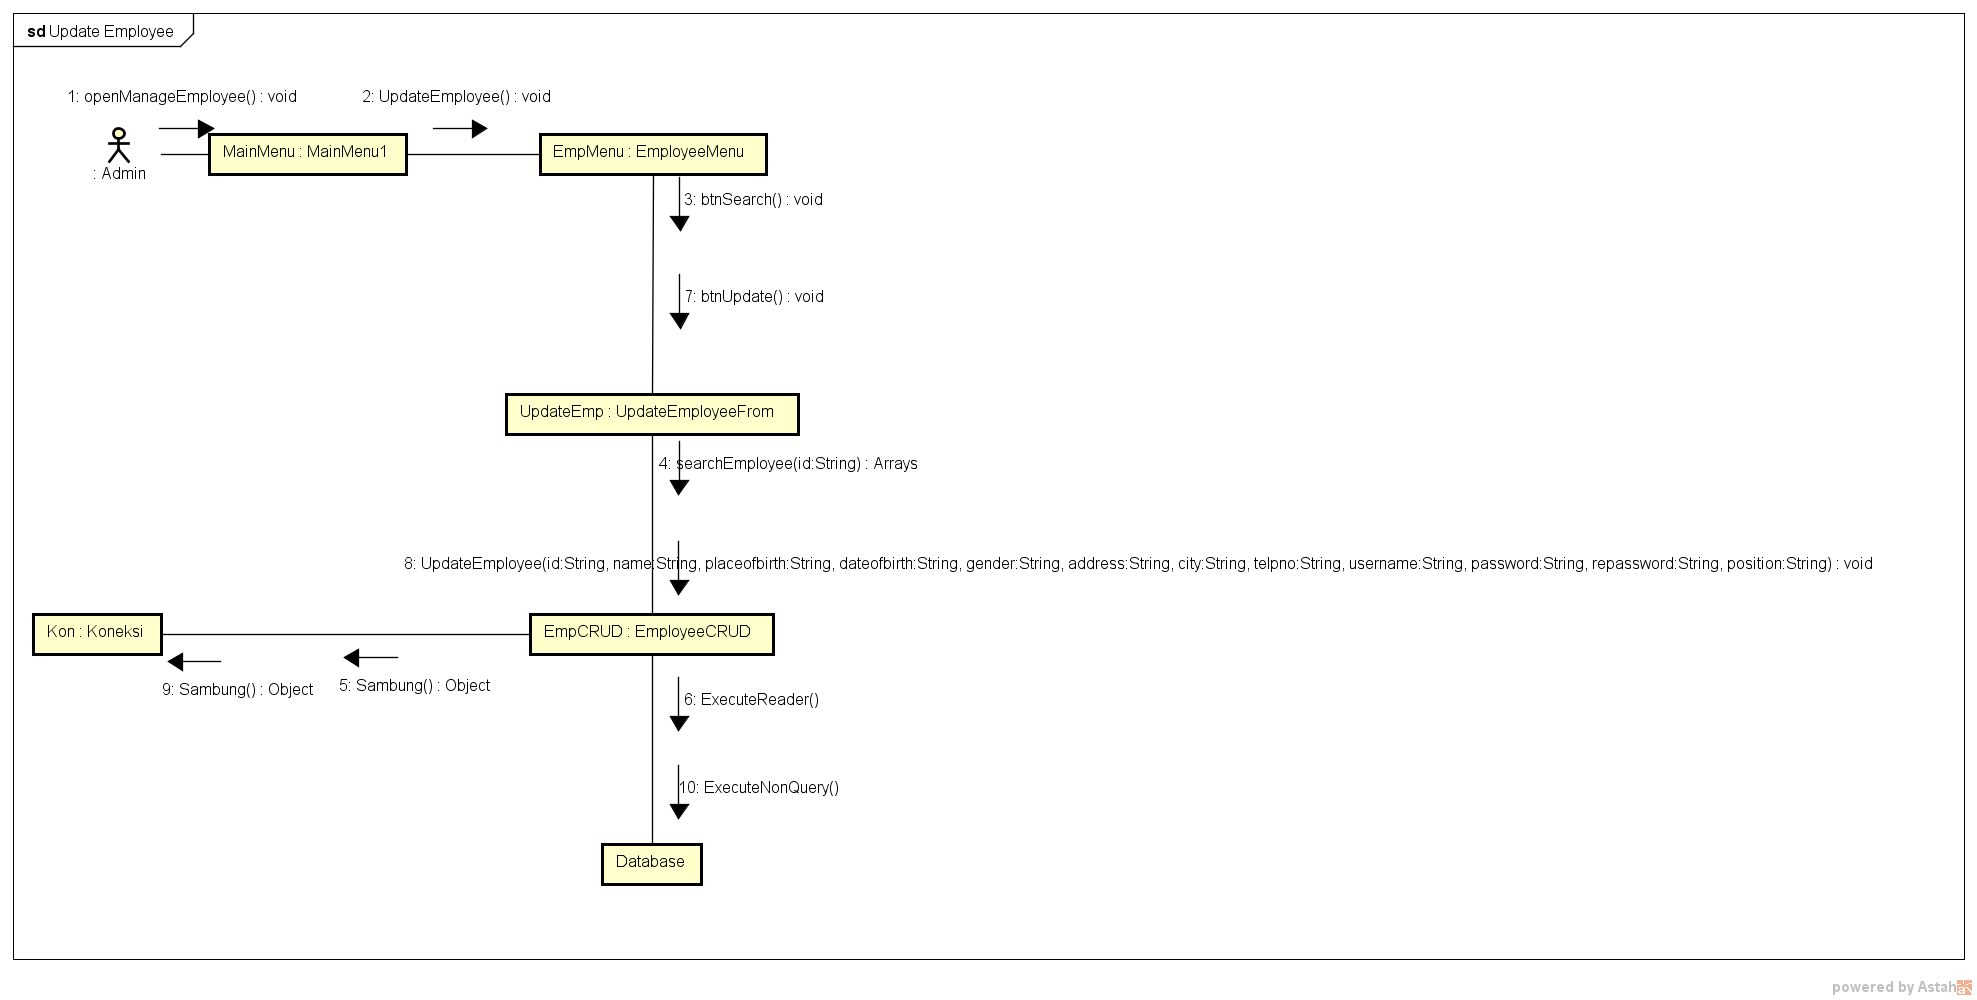 sd Update Employee
1: openManageEmployee() : void
2: UpdateEmployee() : void
: Admin
MainMenu : MainMenu1
EmpMenu : EmployeeMenu
3: btnSearch() : void
7: btnUpdate() : void
UpdateEmp : UpdateEmployeeFrom
4: searchEmployee(id:String) : Arrays
8: UpdateEmployee(id:String, name:String, placeofbirth:String, dateofbirth:String, gender:String, address:String, city:String, telpno:String, username:String, password:String, repassword:String, position:String) : void
Kon : Koneksi
EmpCRUD : EmployeeCRUD
9: Sambung() : Object
5: Sambung() : Object
6: ExecuteReader()
10: ExecuteNonQuery()
Database
powered by Astah